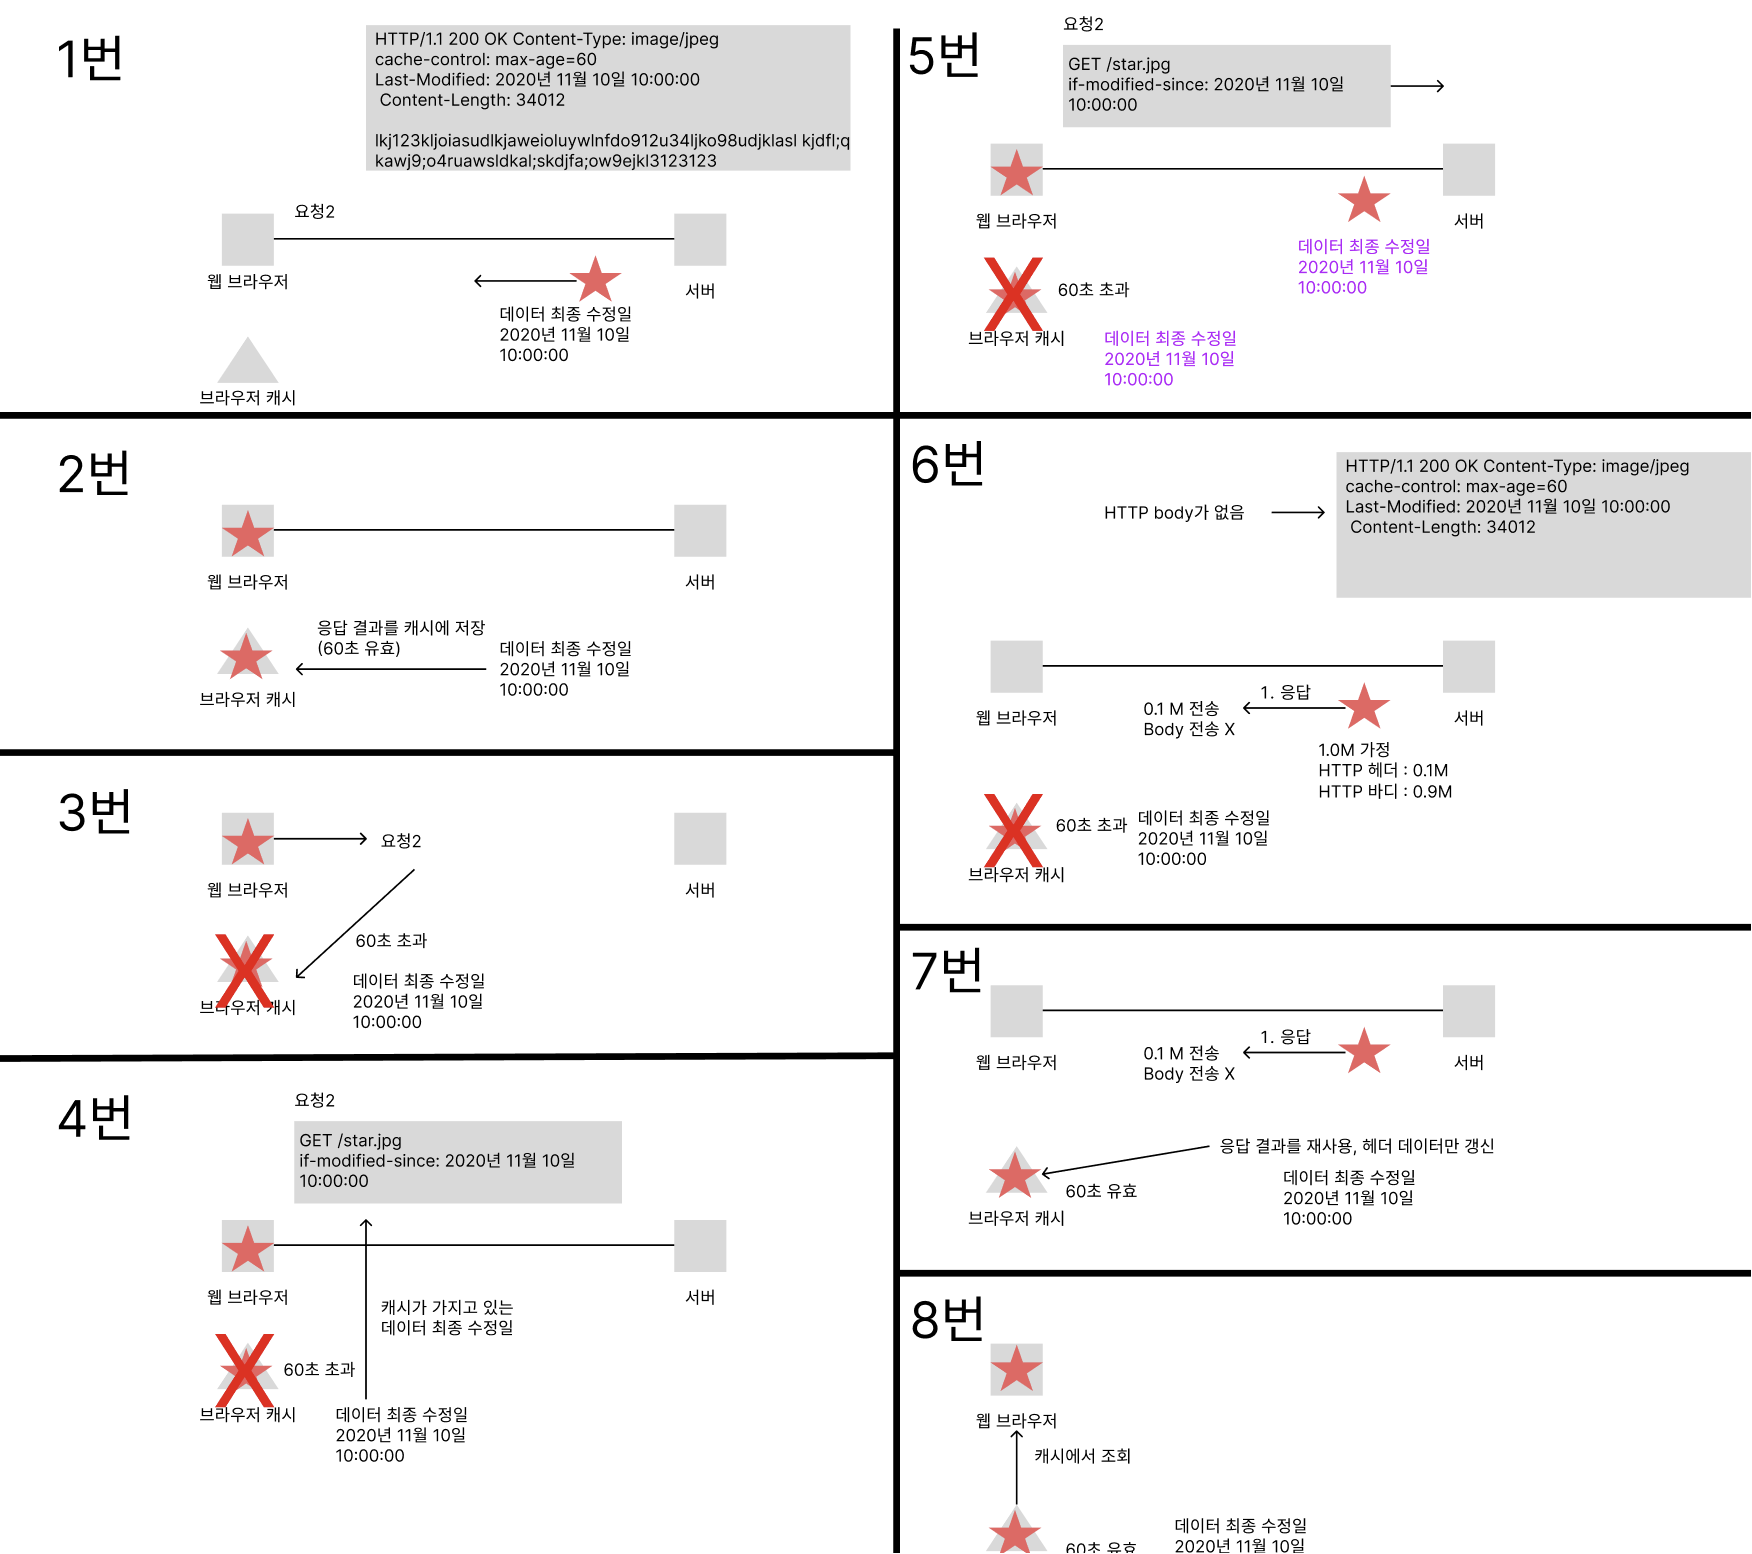 1번
HTTP/1.1 200 OK Content-Type: image/jpeg
cache-control: max-age=60
Last-Modified: 2020년 11월 10일 10:00:00
Content-Length: 34012
lkj123kljoiasudlkjaweioluywlnfdo912u34ljko98udjklasl kjdfl;q
kawj9;o4ruawsldkal;skdjfa;ow9ejkl3123123
요청2
웹 브라우저
서버
데이터 최종 수정일
2020년 11월 10일
10:00:00
브라우저 캐시
2번
웹 브라우저
서버
응답 결과를 캐시에 저장
(60초 유효)
데이터 최종 수정일
2020년 11월 10일
10:00:00
브라우저 캐시
3번
요청2
웹 브라우저
서버
60초 초과
데이터 최종 수정일
2020년 11월 10일
10:00:00
브라우저 캐시
4번
요청2
GET /star.jpg
if-modified-since: 2020년 11월 10일
10:00:00
웹 브라우저
서버
캐시가 가지고 있는
데이터 최종 수정일
60초 초과
브라우저 캐시
데이터 최종 수정일
2020년 11월 10일
10:00:00
5번
요청2
GET /star.jpg
if-modified-since: 2020년 11월 10일
10:00:00
웹 브라우저
서버
데이터 최종 수정일
2020년 11월 10일
10:00:00
60초 초과
브라우저 캐시
데이터 최종 수정일
2020년 11월 10일
10:00:00
6번
HTTP body가 없음
HTTP/1.1 200 OK Content-Type: image/jpeg
cache-control: max-age=60
Last-Modified: 2020년 11월 10일 10:00:00
Content-Length: 34012
웹 브라우저
서버
1. 응답
0.1 M 전송
Body 전송 X
1.0M 가정
HTTP 헤더 : 0.1M
HTTP 바디 : 0.9M
60초 초과
데이터 최종 수정일
2020년 11월 10일
10:00:00
브라우저 캐시
7번
웹 브라우저
서버
1. 응답
0.1 M 전송
Body 전송 X
응답 결과를 재사용, 헤더 데이터만 갱신
60초 유효
데이터 최종 수정일
2020년 11월 10일
10:00:00
브라우저 캐시
8번
웹 브라우저
캐시에서 조회
60초 유효
데이터 최종 수정일
2020년 11월 10일